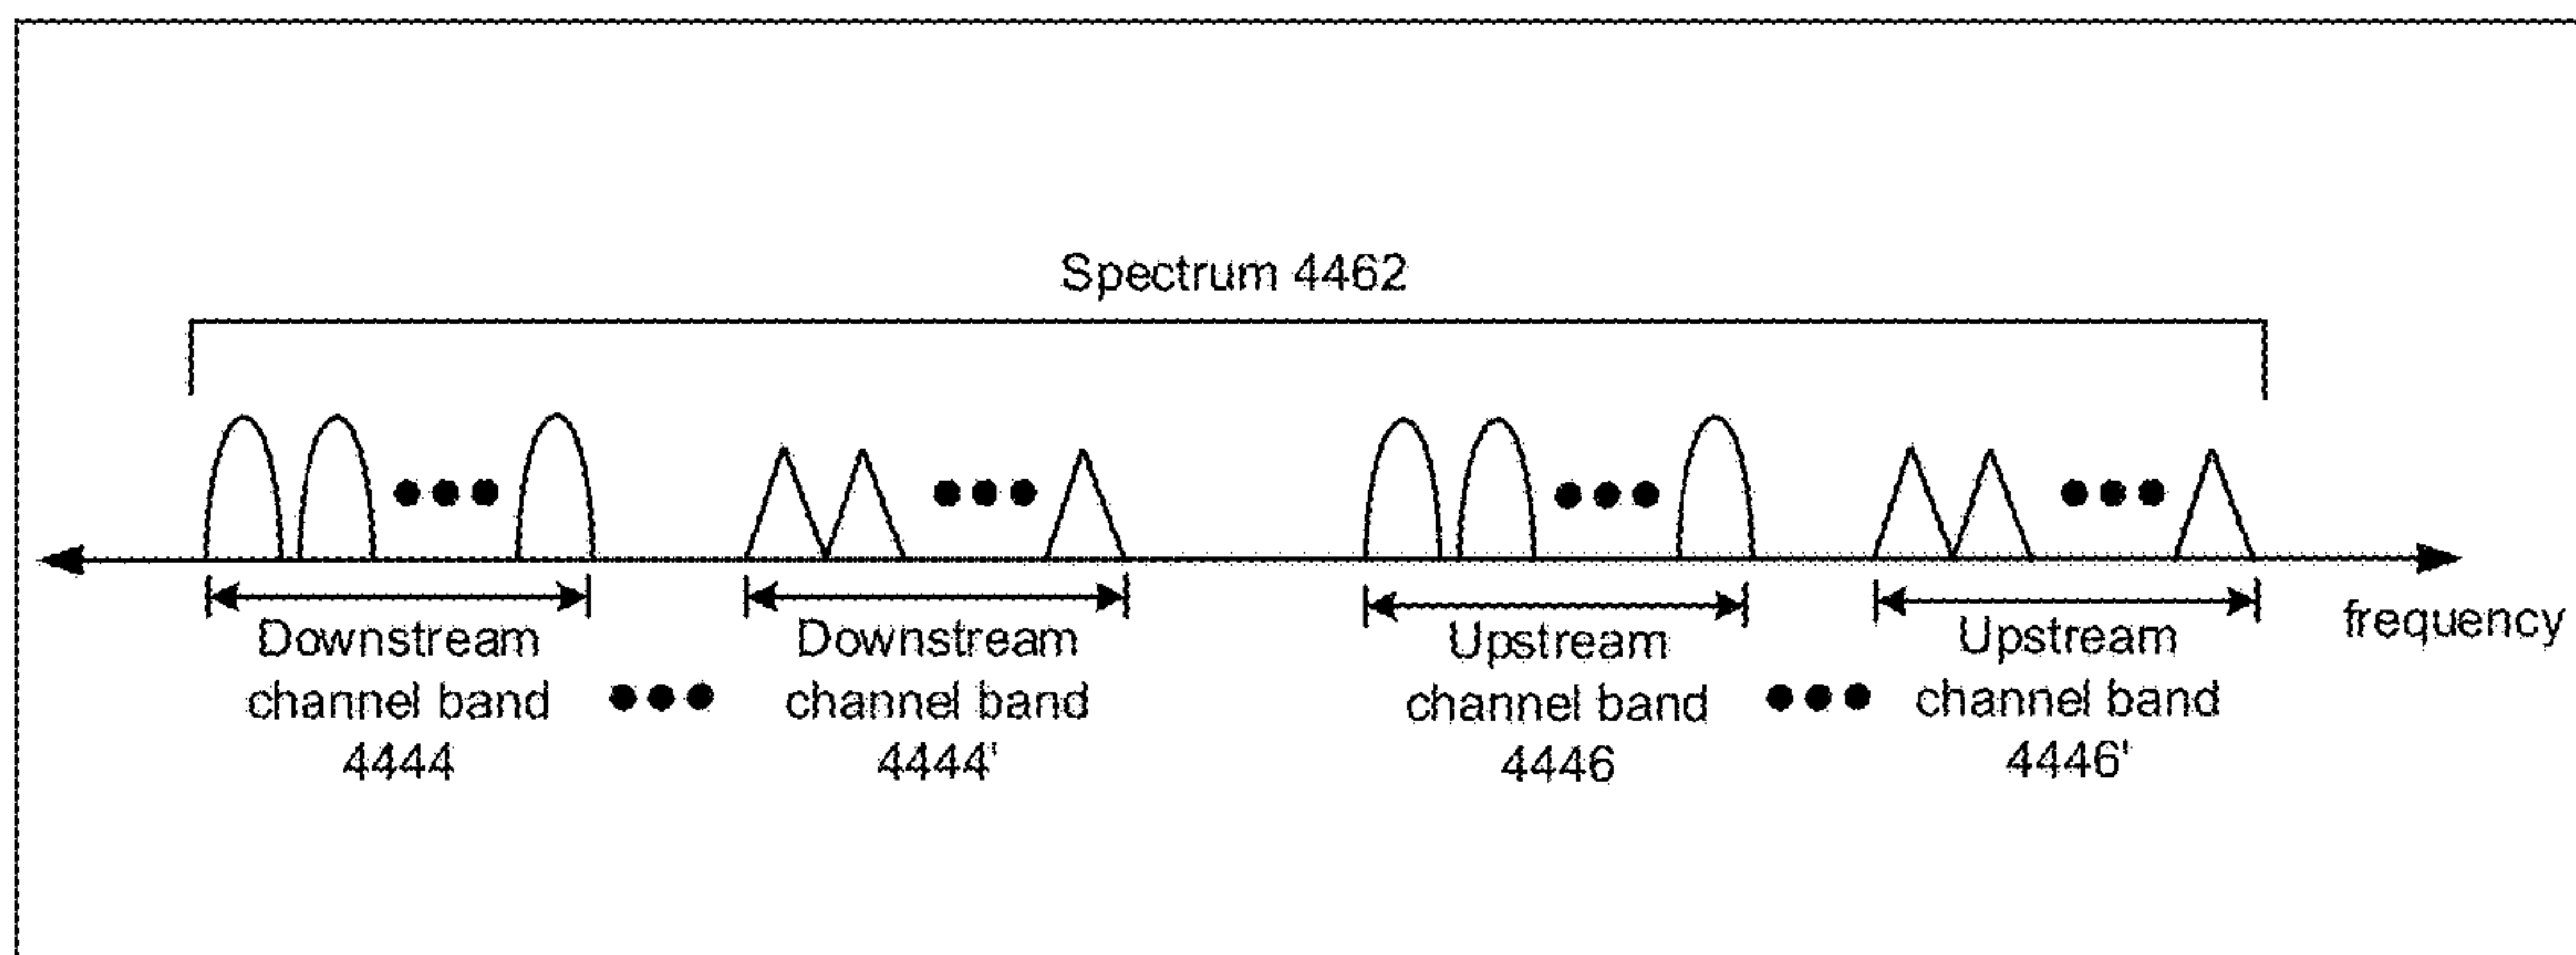 Spectrum 4462
Downstream
channel band
4444
Downstream
channel band
4444'
Upstream
channel band
4446
Upstream
channel band
4446'
frequency